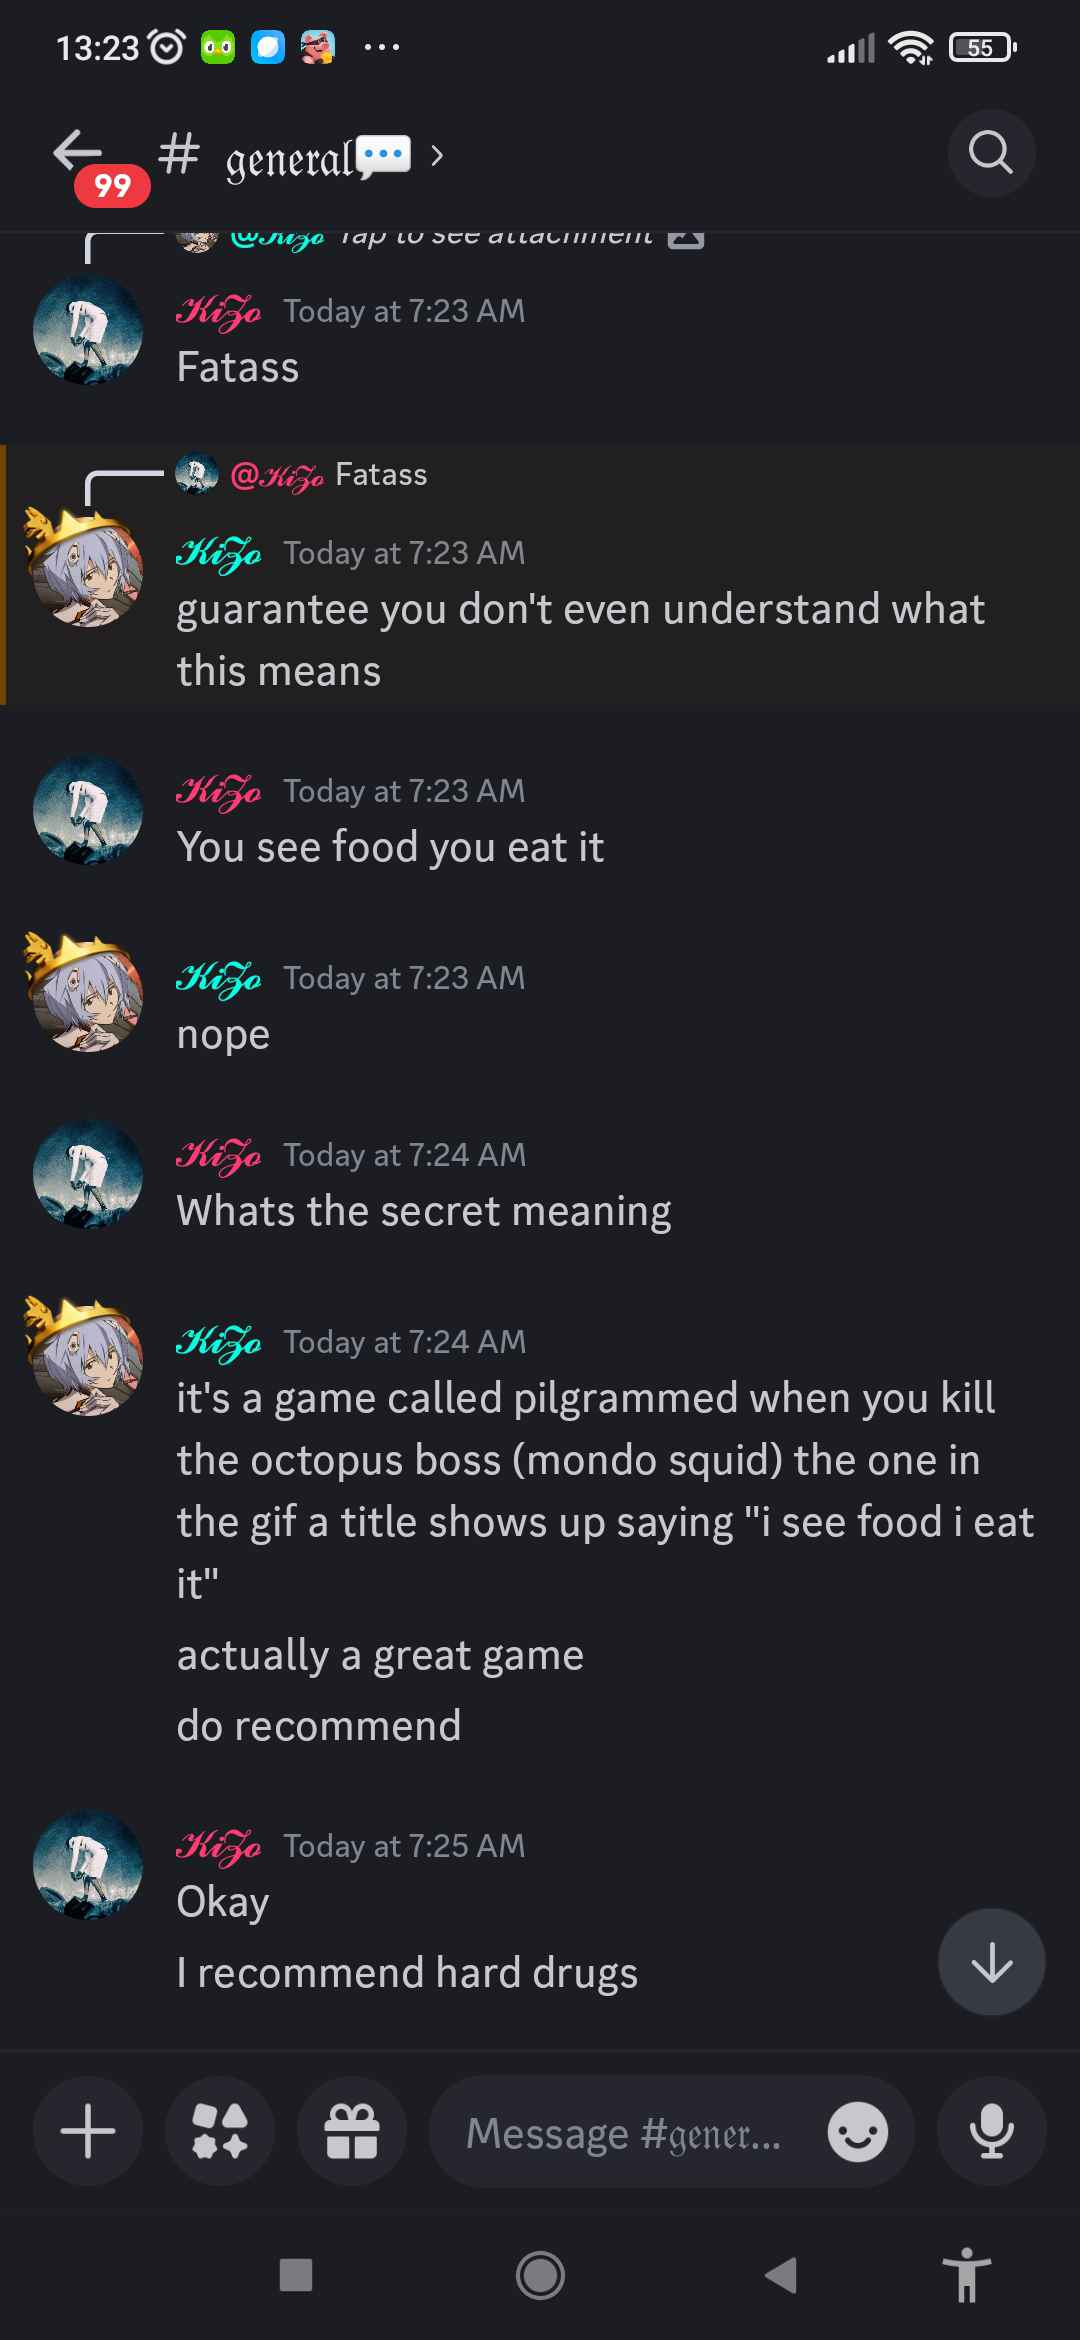 13:23
55
99
# general
@KiZo Tap to see attachment
KiZo Today at 7:23 AM
Fatass
@KiZo Fatass
KiZo Today at 7:23 AM
guarantee you don't even understand what
this means
KiZo Today at 7:23 AM
You see food you eat it
KiZo Today at 7:23 AM
nope
KiZo Today at 7:24 AM
Whats the secret meaning
KiZo Today at 7:24 AM
it's a game called pilgrammed when you kill
the octopus boss (mondo squid) the one in
the gif a title shows up saying "i see food i eat
it"
actually a great game
do recommend
KiZo Today at 7:25 AM
Okay
I recommend hard drugs
Message #gener...